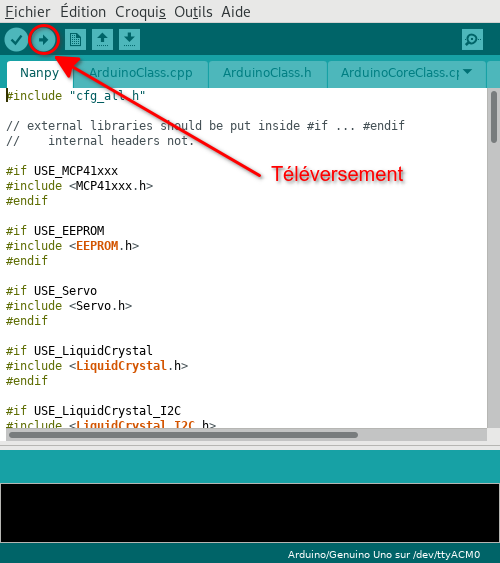 Fichier Édition Croquis Outils Aide
Nanpy ArduinoClass.cpp ArduinoClass.h ArduinoCoreClass.cp
#include "cfg_all.h"
// external libraries should be put inside #if ... #endif
//    internal headers not.
#if USE_MCP41xxx
#include <MCP41xxx.h>
#endif
Téléversement
#if USE_EEPROM
#include <EEPROM.h>
#endif
#if USE_Servo
#include <Servo.h>
#endif
#if USE_LiquidCrystal
#include <LiquidCrystal.h>
#endif
#if USE_LiquidCrystal_I2C
#include <LiquidCrystal_I2C.h>
Arduino/Genuino Uno sur /dev/ttyACM0